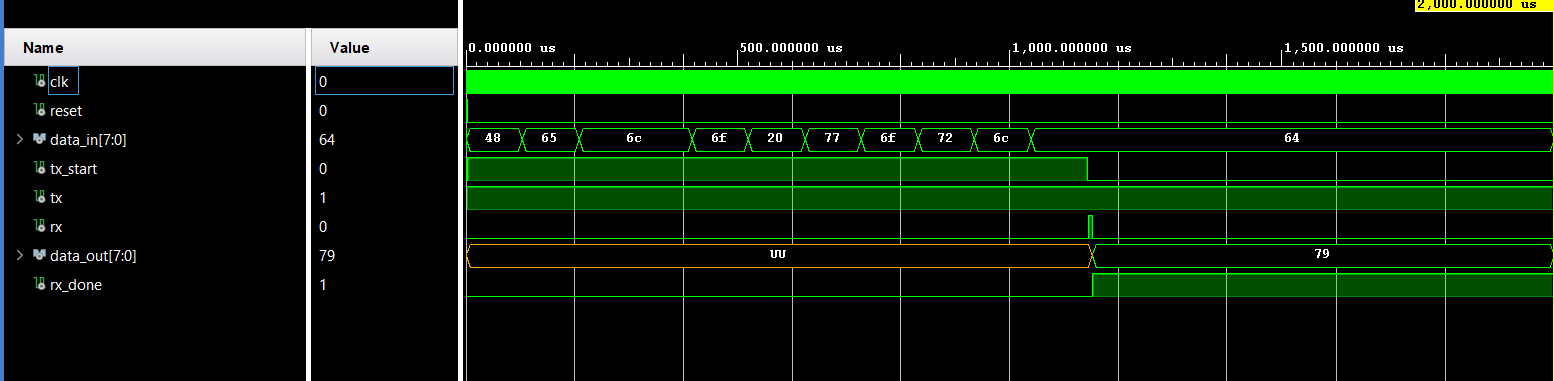 2,000.000000 us
Name Value
0.000000 us 500.000000 us 1,000.000000 us 1,500.000000 us
clk 0
reset 0
data_in[7:0] 64 48 65 6c 6f 20 77 6f 72 6c 64
tx_start 0
tx 1
rx 0
data_out[7:0] 79 UU 79
rx_done 1